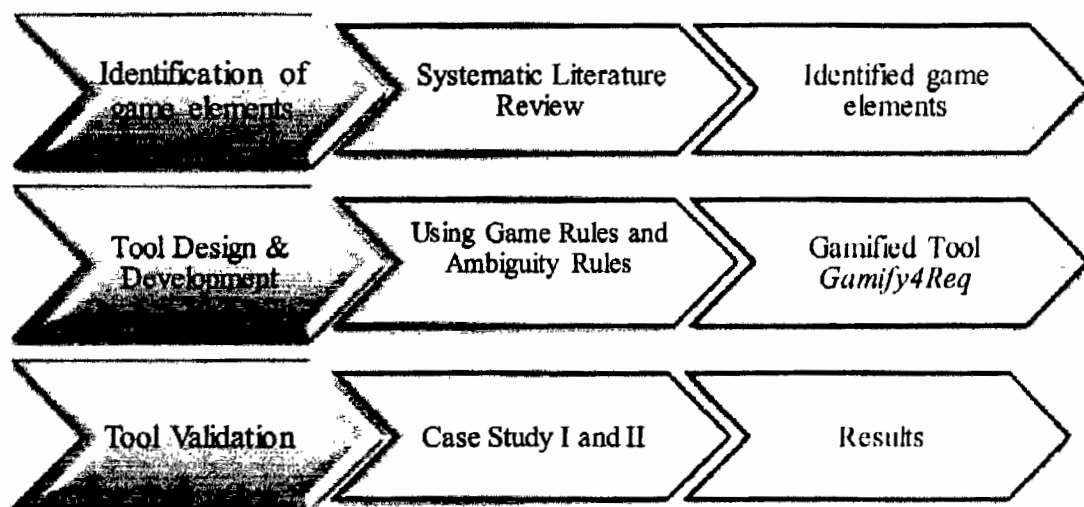 Identification of
game elements
Systematic Literature
Review
Identified game
elements
Tool Design &
Development
Using Game Rules and
Ambiguity Rules
Gamified Tool
Gamify4Req
Tool Validation
Case Study I and II
Results